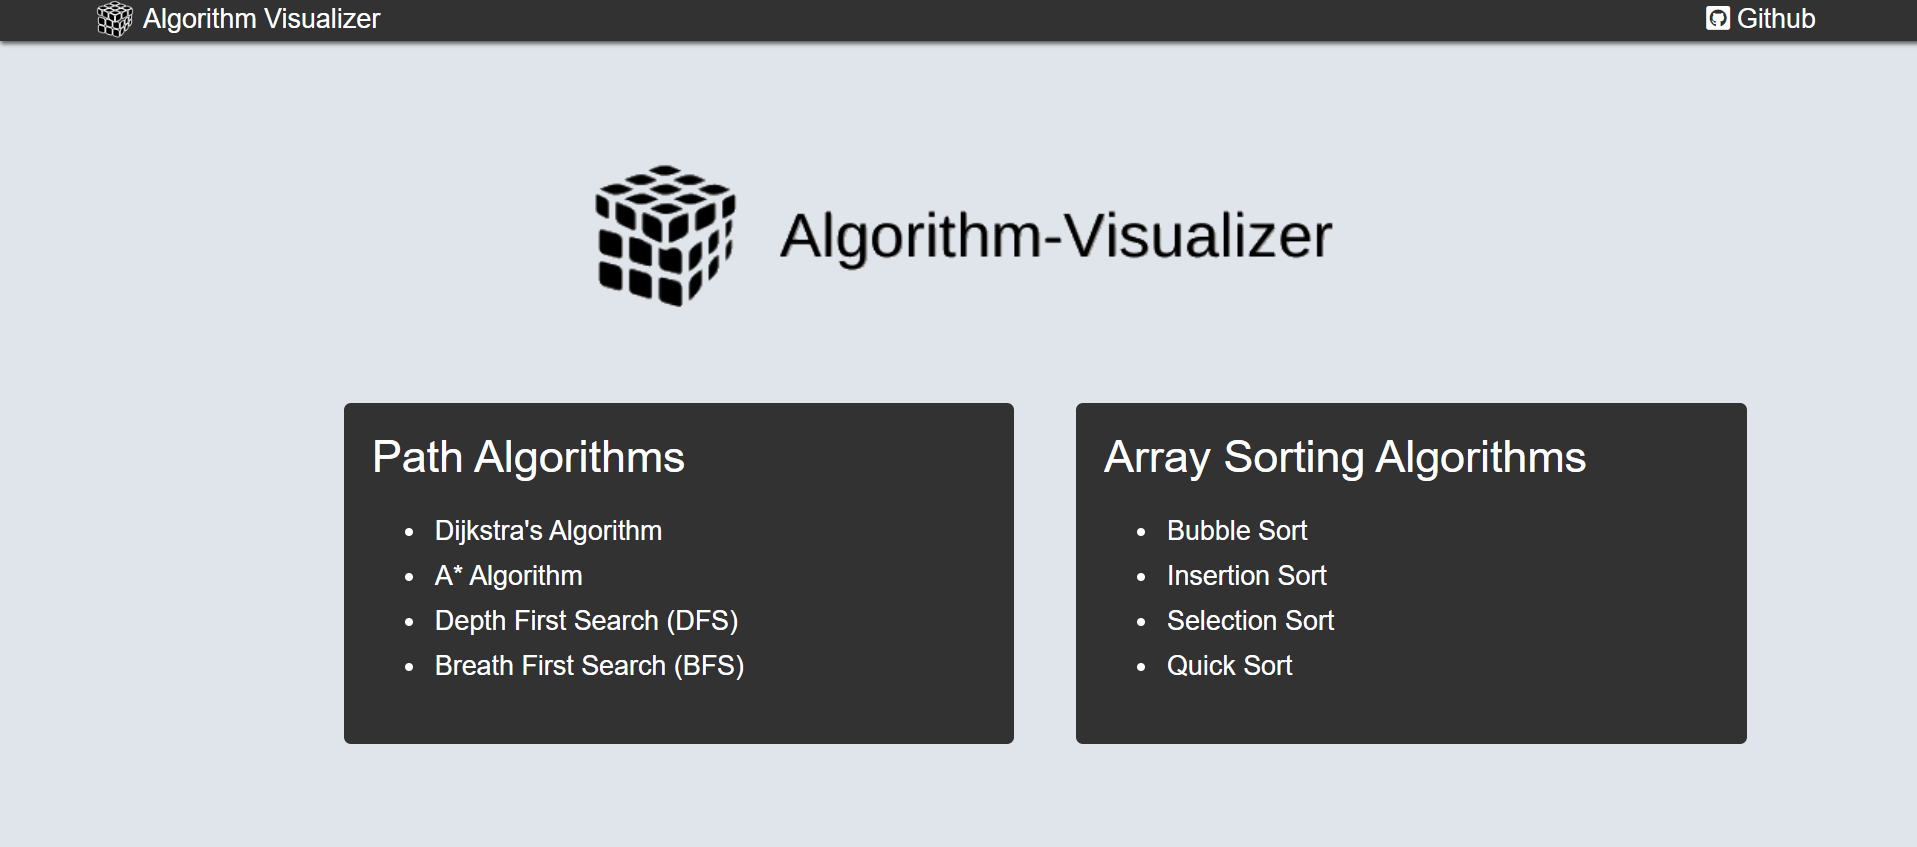 Algorithm Visualizer
Github
Algorithm-Visualizer
Path Algorithms
Dijkstra's Algorithm
A* Algorithm
Depth First Search (DFS)
Breath First Search (BFS)
Array Sorting Algorithms
Bubble Sort
Insertion Sort
Selection Sort
Quick Sort